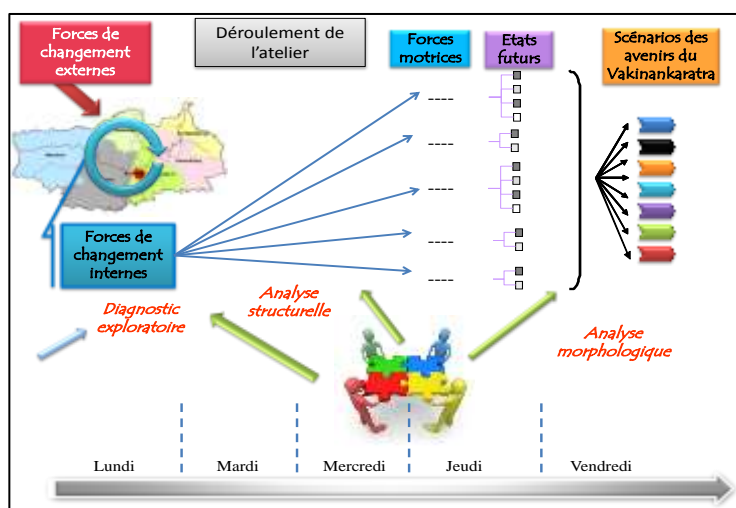 Forces de
changement
externes
Déroulement de
l'atelier
Forces
motrices
Etats
futurs
Scénarios des
avenirs du
Vakinankaratra
----
----
----
----
----
Forces de
changement
internes
Diagnostic
exploratoire
Analyse
structurelle
Analyse
morphologique
Lundi
Mardi
Mercredi
Jeudi
Vendredi